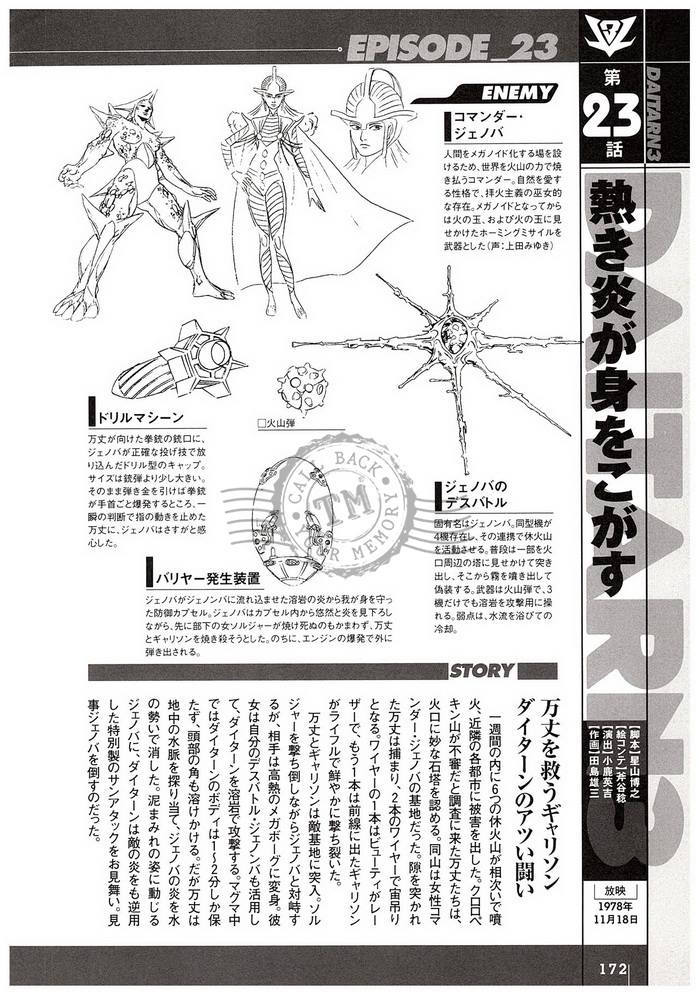 EPISODE_23
ENEMY
コマンダー・
ジェノバ
人間をメガノイド化する場を設
けるため、世界を火山の力で焼
き払うコマンダー。自然を愛す
る性格で、拝火主義の巫女的
な存在。メガノイドとなってから
は火の玉、および火の玉に見
せかけたホーミングミサイルを
武器とした(声:上田みゆき)
ドリルマシーン
万丈が向けた拳銃の銃口に、
ジェノバが正確な投げ技で放
り込んだドリル型のキャップ。
サイズは銃弾より少し大きい。
そのまま弾き金を引けば拳銃
が手首ごと爆発するところ、一
瞬の判断で指の動きを止めた
万丈に、ジェノバはさすがと感
心した。
□火山弾
ジェノバの
デスバトル
固有名はジェノンバ。同型機が
4機存在し、その連携で休火山
を活動させる。普段は一部を火
口周辺の塔に見せかけて突き
出し、そこから霧を噴き出して
偽装する。武器は火山弾で、3
機だけでも溶岩を攻撃用に操
れる。弱点は、水流を浴びての
冷却。
バリヤー発生装置
ジェノバがジェノンバに流れ込ませた溶岩の炎から我が身を守っ
た防御カプセル。ジェノバはカプセル内から悠然と炎を見下ろし
ながら、先に部下の女ソルジャーが焼け死ぬのもかまわず、万丈
とギャリソンを焼き殺そうとした。のちに、エンジンの爆発で外に
弾き出される。
CALL BACK
TM
YOUR MEMORY
STORY
万丈を救うギャリソン
ダイターンのアツい闘い
一週間の内に6つの休火山が相次いで噴
火、近隣の各都市に被害を出した。クロロペ
キン山が不審だと調査に来た万丈たちは、
火口に妙な石塔を認める。同山は女性コマ
ンダー・ジェノバの基地だった。隙を突かれ
た万丈は捕まり、2本のワイヤーで宙吊り
となる。ワイヤーの1本はビューティがレー
ザーで、もう1本は前線に出たギャリソン
がライフルで鮮やかに撃ち裂いた。
万丈とギャリソンは敵基地に突入。ソル
ジャーを撃ち倒しながらジェノバと対峙す
るが、相手は高熱のメガボーグに変身。彼
女は自分のデスバトル・ジェノンバも活用し
て、ダイターンを溶岩で攻撃する。マグマ中
ではダイターンのボディは1〜2分しか保
たず、頭部の角も溶けかける。だが万丈は
地中の水脈を探り当て、ジェノバの炎を水
の勢いで消した。泥まみれの姿に動じる
ジェノバに、ダイターンは敵の炎をも逆用
した特別製のサンアタックをお見舞い。見
事ジェノバを倒すのだった。
第
23
話
DAITARN3
熱き炎が身をこがす
DAITARN3
【脚本】星山博之
【絵コンテ】斧谷稔
【演出】小鹿英吉
【作画】田島雄三
放映
1978年
11月18日
172